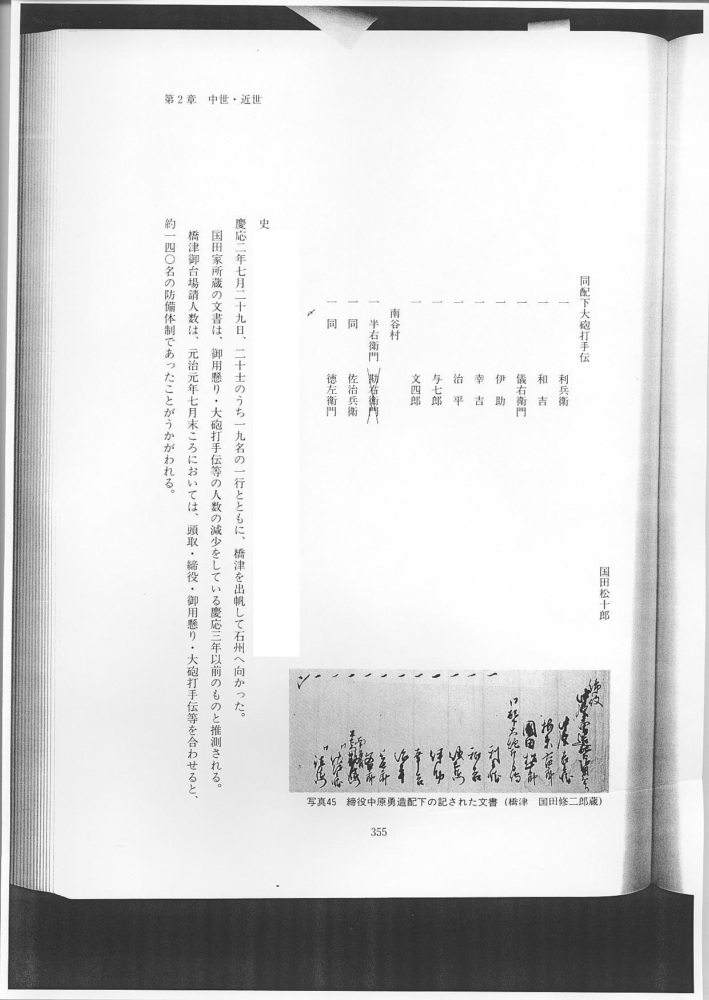 第2章　中世・近世
国田松十郎
同配下大砲打手伝
一　利兵衛
一　和　吉
一　儀右衛門
一　伊　助
一　幸　吉
一　治　平
一　与七郎
一　文四郎
南谷村
一　半右衛門　勘右衛門
一　同　佐治兵衛
一　同　徳左衛門
〆
史
慶応二年七月二十九日、二十士のうち一九名の一行とともに、橋津を出帆して石州へ向かった。
国田家所蔵の文書は、御用懸り・大砲打手伝等の人数の減少をしている慶応三年以前のものと推測される。
橋津御台場請人数は、元治元年七月末ころにおいては、頭取・締役・御用懸り・大砲打手伝等を合わせると、
約一四〇名の防備体制であったことがうかがわれる。
写真45　締役中原勇造配下の記された文書（橋津　国田修二郎蔵）
355